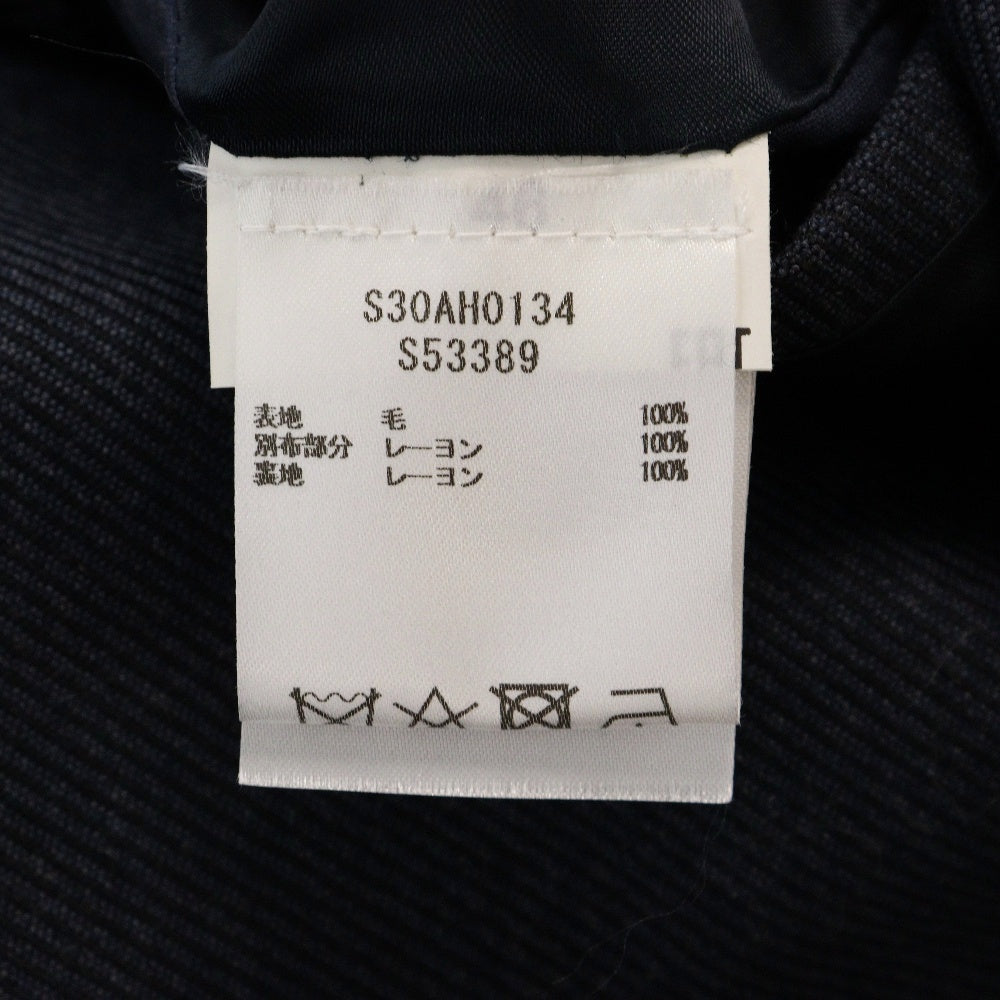 S30AH0134
S53389
表地 毛 100%
別布部分 レーヨン 100%
裏地 レーヨン 100%